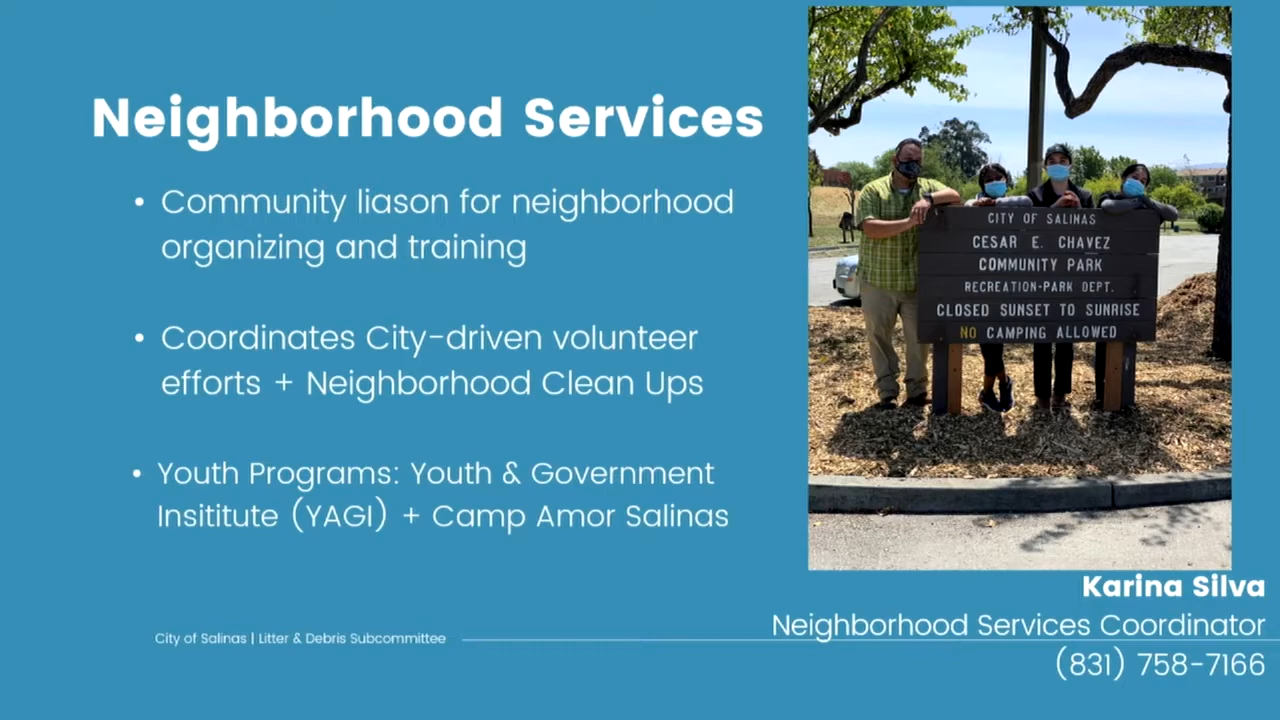 Neighborhood Services
• Community liason for neighborhood
organizing and training
• Coordinates City-driven volunteer
efforts + Neighborhood Clean Ups
• Youth Programs: Youth & Government
Insititute (YAGI) + Camp Amor Salinas
CITY OF SALINAS
CESAR E. CHAVEZ
COMMUNITY PARK
RECREATION-PARK DEPT.
CLOSED SUNSET TO SUNRISE
NO CAMPING ALLOWED
Karina Silva
Neighborhood Services Coordinator
(831) 758-7166
City of Salinas | Litter & Debris Subcommittee